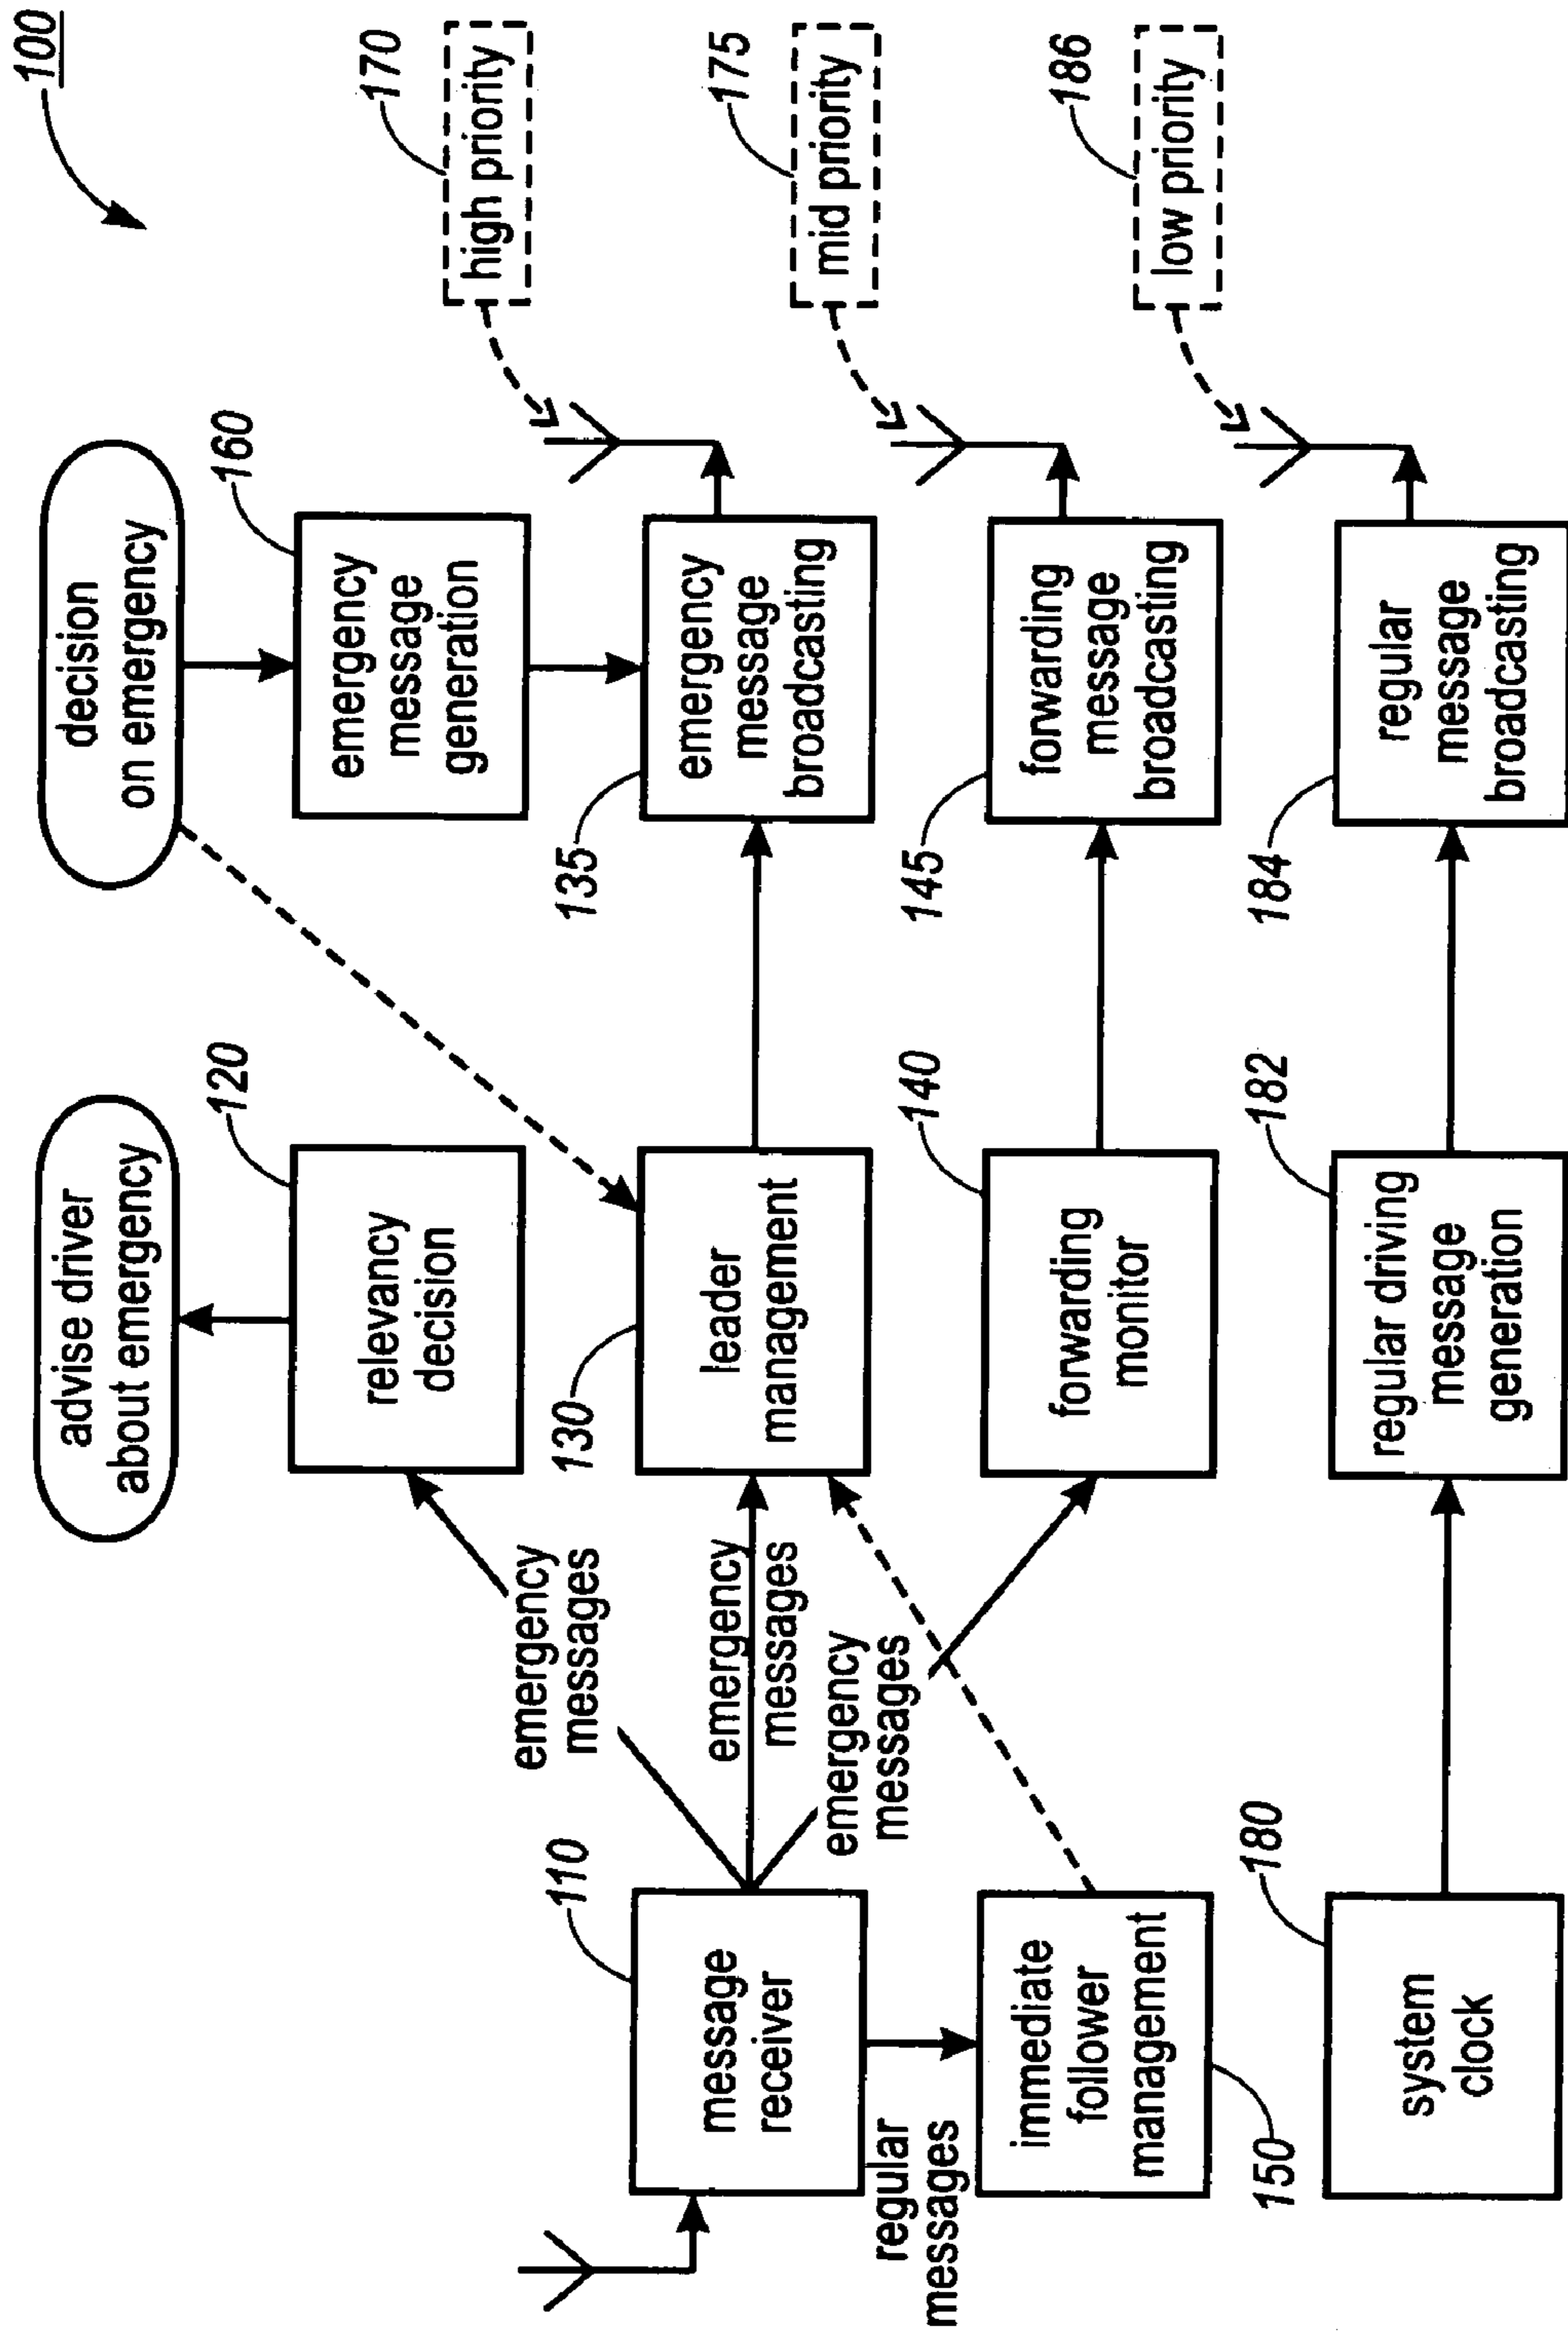 100
advise driver
about emergency
decision
on emergency
120
relevancy
decision
160
emergency
message
generation
170
high priority
emergency
messages
110
message
receiver
emergency
messages
130
leader
management
135
emergency
message
broadcasting
175
mid priority
regular
messages
emergency
messages
immediate
follower
management
150
140
forwarding
monitor
145
forwarding
message
broadcasting
186
low priority
180
system
clock
182
regular driving
message
generation
184
regular
message
broadcasting